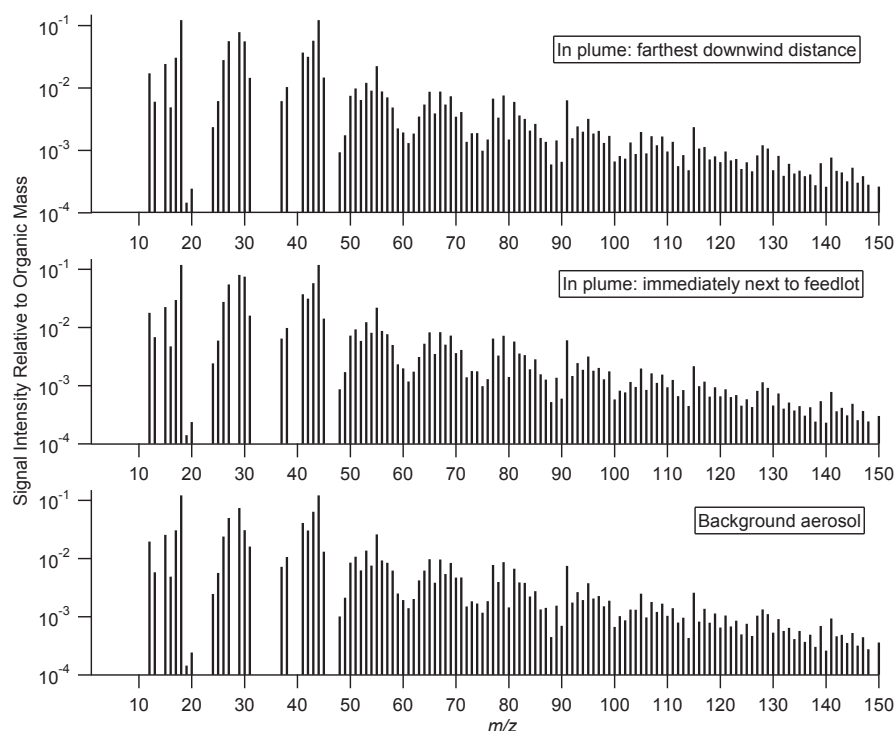 Signal Intensity Relative to Organic Mass
10-1
10-2
10-3
10-4
In plume: farthest downwind distance
10 20 30 40 50 60 70 80 90 100 110 120 130 140 150
10-1
10-2
10-3
10-4
In plume: immediately next to feedlot
10 20 30 40 50 60 70 80 90 100 110 120 130 140 150
10-1
10-2
10-3
10-4
Background aerosol
10 20 30 40 50 60 70 80 90 100 110 120 130 140 150
m/z